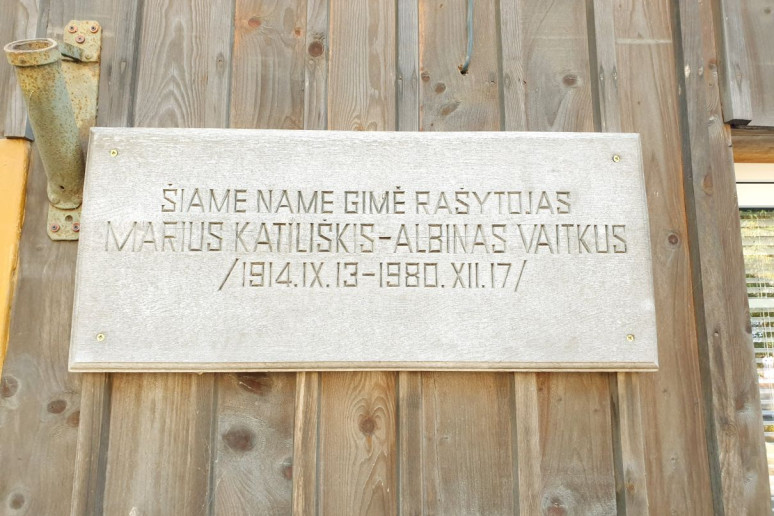 ŠIAME NAME GIMĖ RAŠYTOJAS
MARIUS KATILIŠKIS-ALBINAS VAITKUS
/1914.IX.13-1980.XII.17/